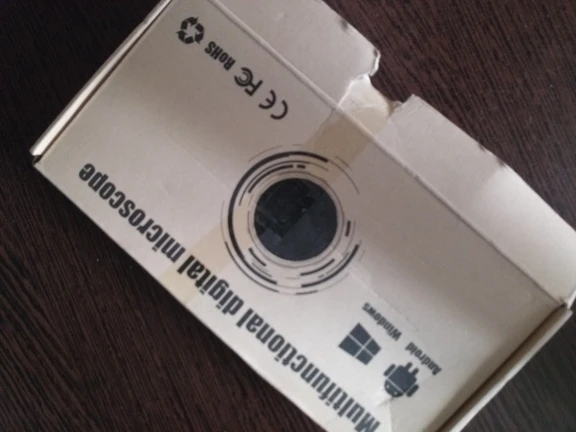 Multifunctional digital microscope
Android Windows
CE FC RoHS